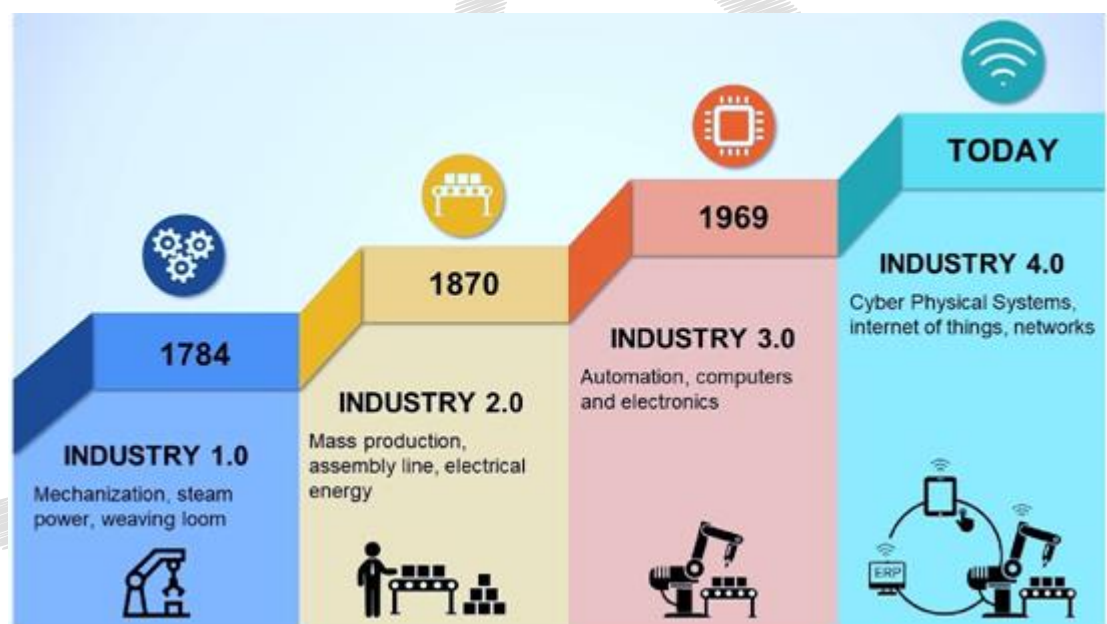 1784
INDUSTRY 1.0
Mechanization, steam
power, weaving loom
1870
INDUSTRY 2.0
Mass production,
assembly line, electrical
energy
1969
INDUSTRY 3.0
Automation, computers
and electronics
TODAY
INDUSTRY 4.0
Cyber Physical Systems,
internet of things, networks
ERP